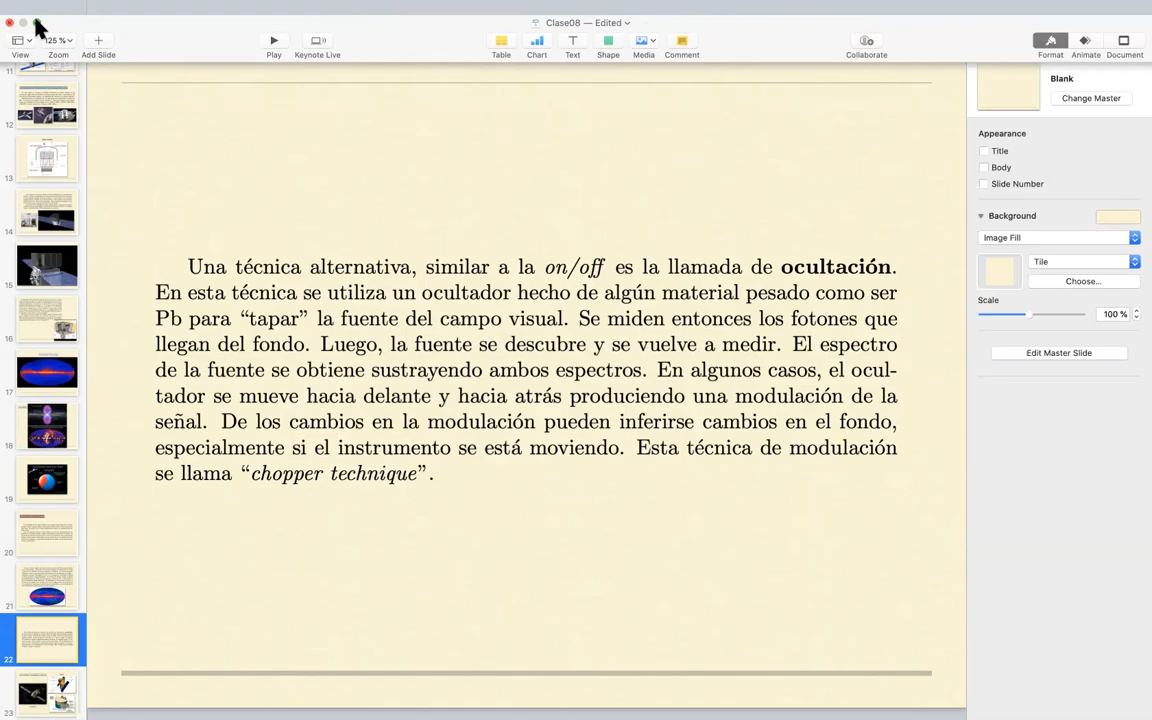 Clase08 — Edited
125 %
View
Zoom
Add Slide
Play
Keynote Live
Table
Chart
Text
Shape
Media
Comment
Collaborate
Format
Animate
Document
11
12
13
14
15
16
17
18
19
20
21
22
23
Una técnica alternativa, similar a la on/off es la llamada de ocultación.
En esta técnica se utiliza un ocultador hecho de algún material pesado como ser
Pb para “tapar” la fuente del campo visual. Se miden entonces los fotones que
llegan del fondo. Luego, la fuente se descubre y se vuelve a medir. El espectro
de la fuente se obtiene sustrayendo ambos espectros. En algunos casos, el ocul-
tador se mueve hacia delante y hacia atrás produciendo una modulación de la
señal. De los cambios en la modulación pueden inferirse cambios en el fondo,
especialmente si el instrumento se está moviendo. Esta técnica de modulación
se llama “chopper technique”.
Blank
Change Master
Appearance
Title
Body
Slide Number
Background
Image Fill
Tile
Choose...
Scale
100 %
Edit Master Slide